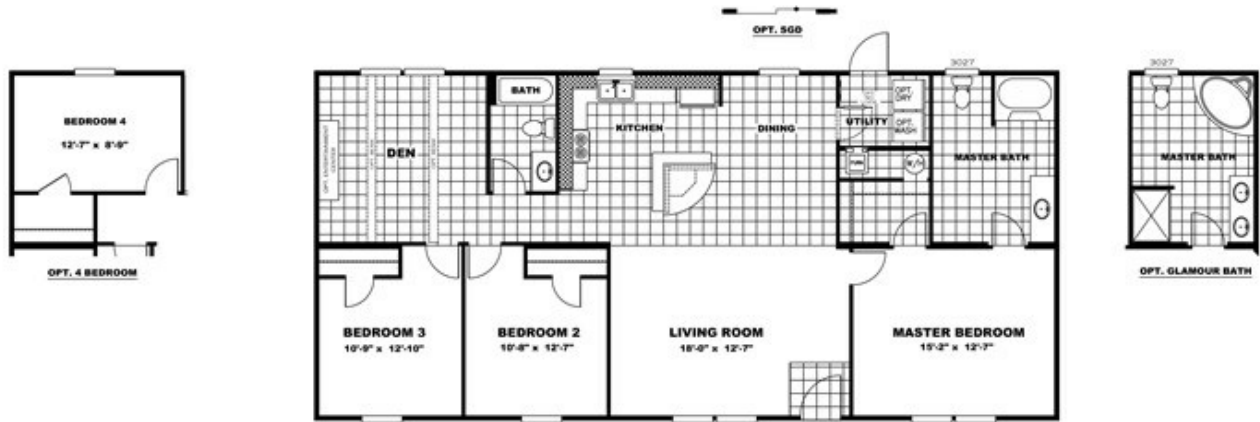 OPT. SGD
BEDROOM 4
12'-7" x 8'-9"
OPT. 4 BEDROOM
OPT. ENTERTAINMENT
CENTER
DEN
BATH
KITCHEN
DINING
UTILITY
OPT.
DRY
OPT.
WASH
FURN
W/H
3027
MASTER BATH
BEDROOM 3
10'-9" x 12'-10"
BEDROOM 2
10'-8" x 12'-7"
LIVING ROOM
18'-0" x 12'-7"
MASTER BEDROOM
15'-2" x 12'-7"
3027
MASTER BATH
OPT. GLAMOUR BATH